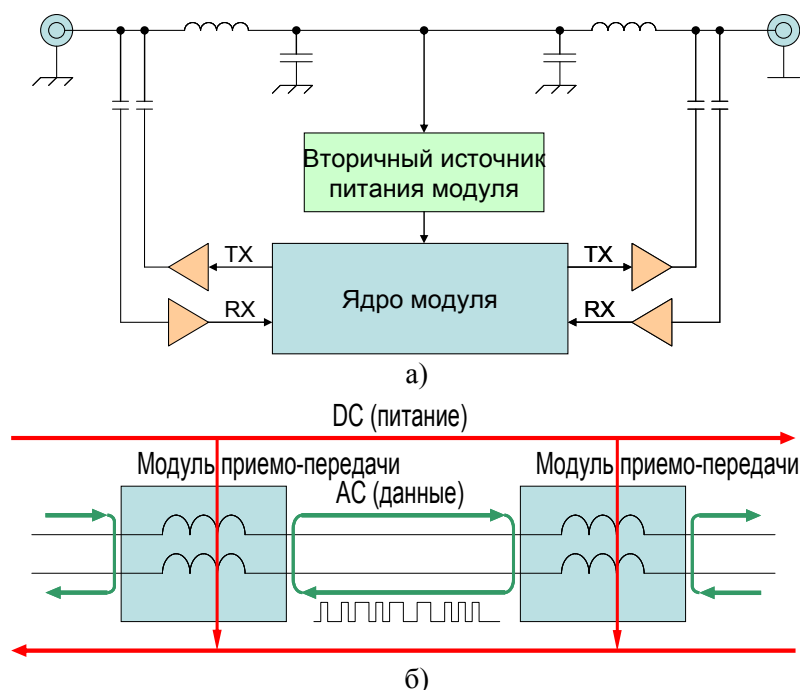 Вторичный источник
питания модуля
TX
TX
Ядро модуля
RX
RX
а)
DC (питание)
Модуль приемо-передачи
Модуль приемо-передачи
AC (данные)
б)